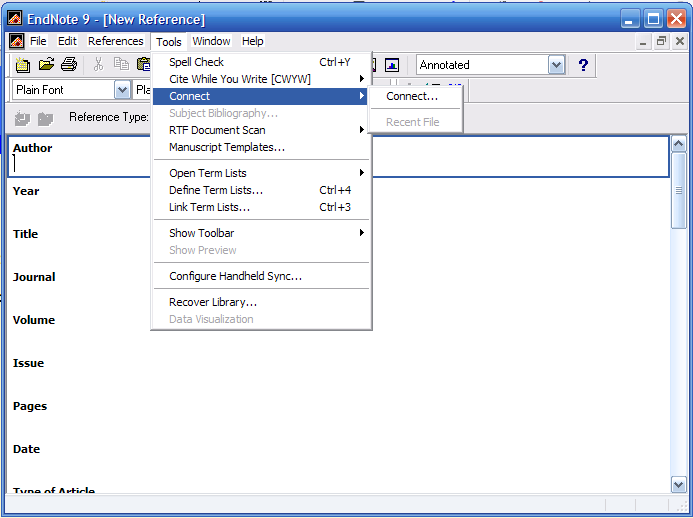 EndNote 9 - [New Reference]
File Edit References Tools Window Help
Annotated
Plain Font
Reference Type:
Spell Check Ctrl+Y
Cite While You Write [CWYW]
Connect
Subject Bibliography...
RTF Document Scan
Manuscript Templates...
Open Term Lists
Define Term Lists... Ctrl+4
Link Term Lists... Ctrl+3
Show Toolbar
Show Preview
Configure Handheld Sync...
Recover Library...
Data Visualization
Connect...
Recent File
Author
Year
Title
Journal
Volume
Issue
Pages
Date
Type of Article